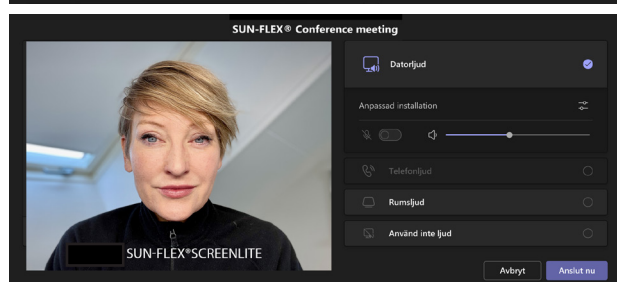 SUN-FLEX® Conference meeting
Datorljud
Anpassad installation
Telefonljud
Rumsljud
Använd inte ljud
SUN-FLEX®SCREENLITE
Avbryt
Anslut nu